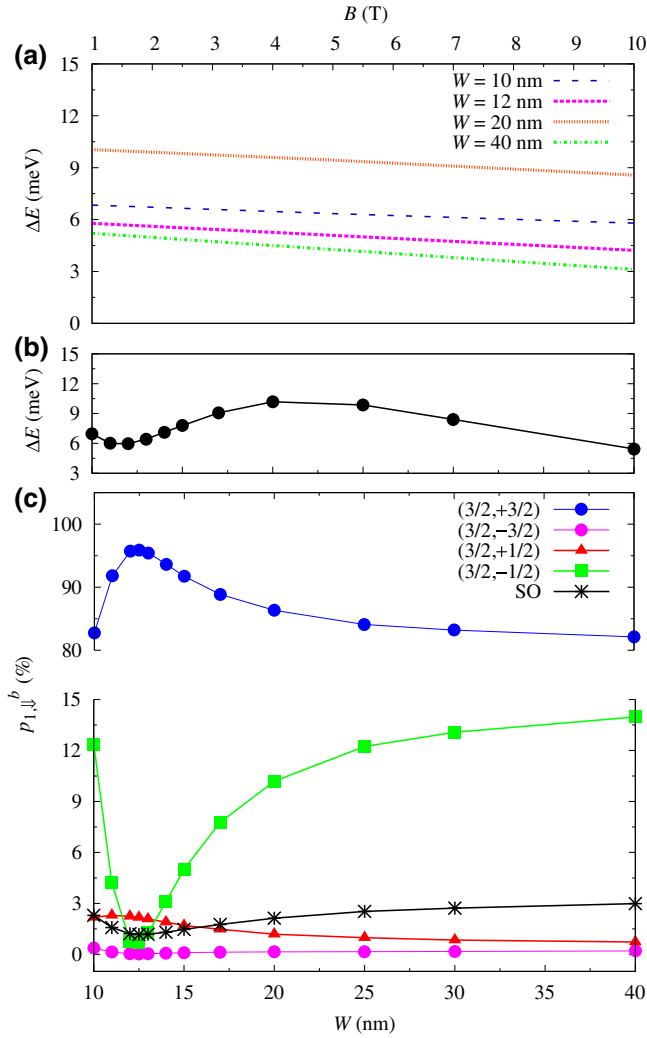 B (T)
1 2 3 4 5 6 7 8 9 10
(a)
15
12
9
6
3
0
ΔE (meV)
W = 10 nm
W = 12 nm
W = 20 nm
W = 40 nm
(b)
15
12
9
6
3
ΔE (meV)
(c)
100
90
80
(3/2,+3/2)
(3/2,−3/2)
(3/2,+1/2)
(3/2,−1/2)
SO
p₁,⇓ᵇ (%)
15
12
9
6
3
0
10 15 20 25 30 35 40
W (nm)